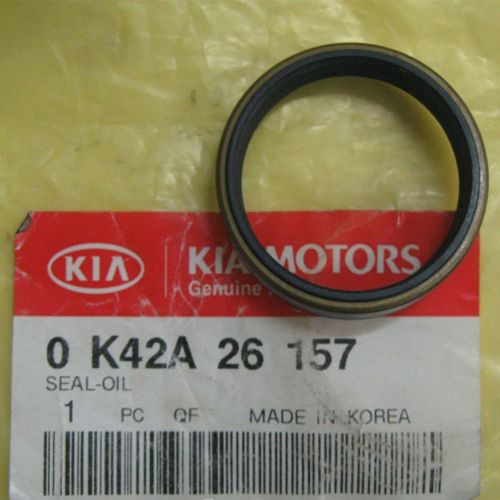 KIA
KIA MOTORS
Genuine
0 K42A 26 157
SEAL-OIL
1 PC QF MADE IN KOREA